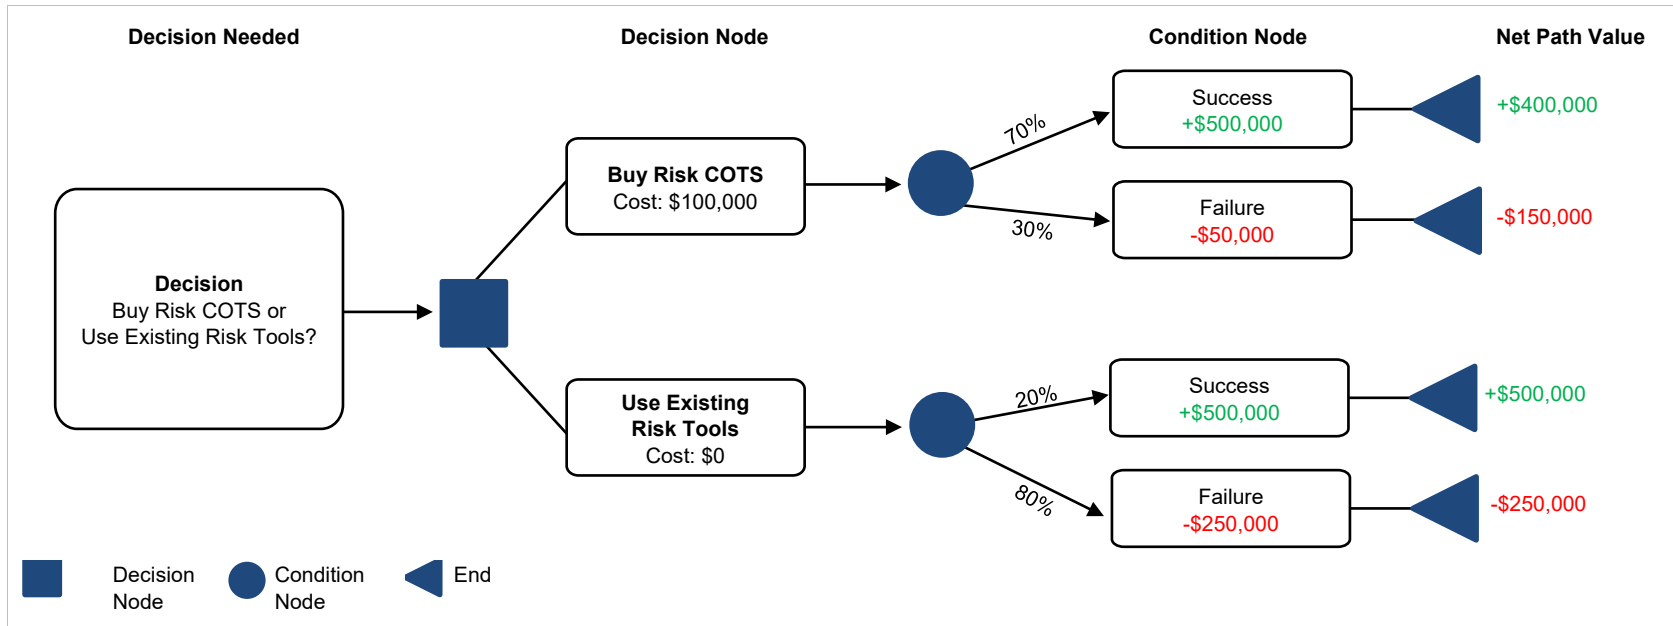 Decision Needed
Decision Node
Condition Node
Net Path Value
Decision
Buy Risk COTS or
Use Existing Risk Tools?
Buy Risk COTS
Cost: $100,000
70%
30%
Success
+$500,000
+$400,000
Failure
-$50,000
-$150,000
Use Existing
Risk Tools
Cost: $0
20%
80%
Success
+$500,000
+$500,000
Failure
-$250,000
-$250,000
Decision
Node
Condition
Node
End